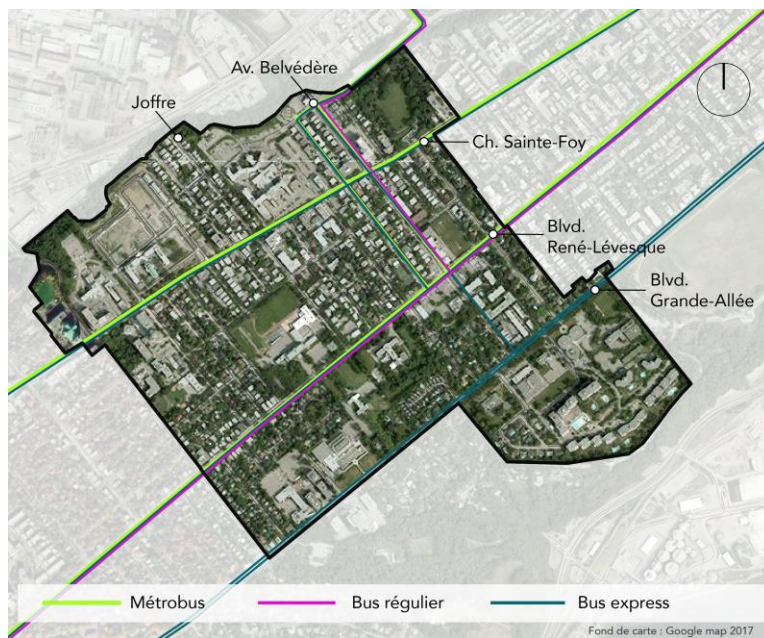 Av. Belvédère
Joffre
Ch. Sainte-Foy
Blvd.
René-Lévesque
Blvd.
Grande-Allée
Métrobus
Bus régulier
Bus express
Fond de carte : Google map 2017